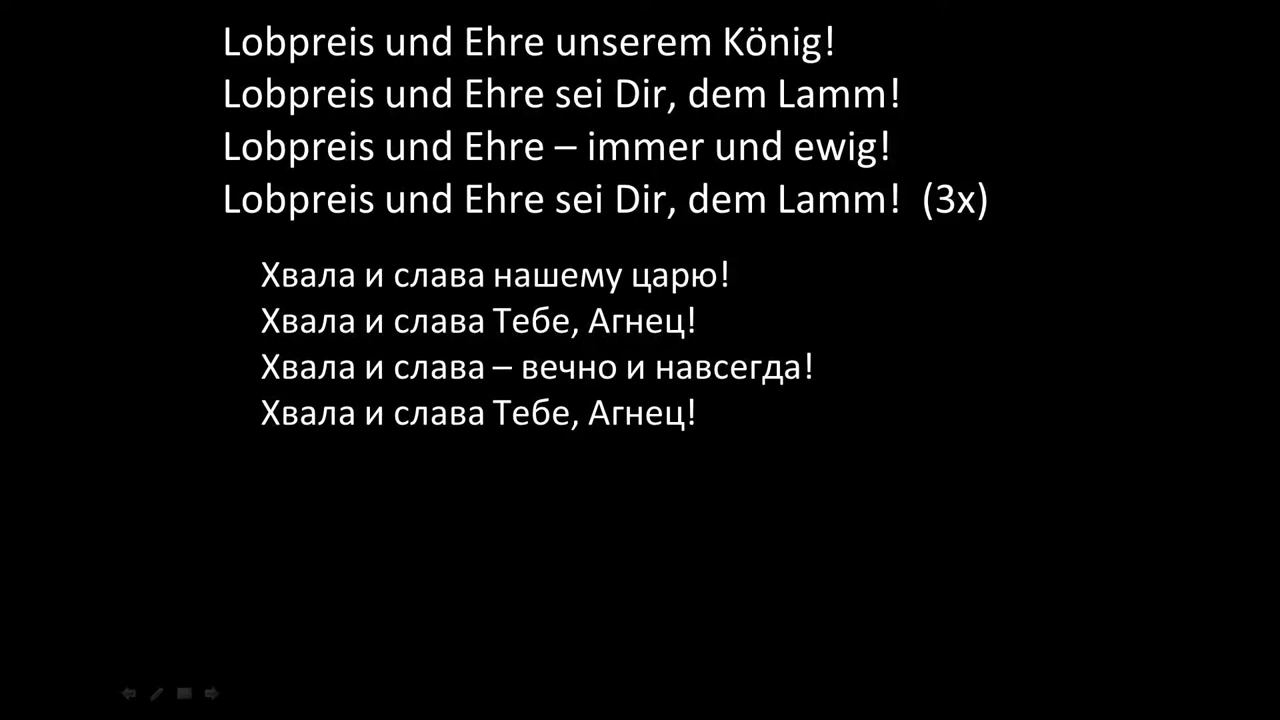 Lobpreis und Ehre unserem König!
Lobpreis und Ehre sei Dir, dem Lamm!
Lobpreis und Ehre – immer und ewig!
Lobpreis und Ehre sei Dir, dem Lamm! (3x)
Хвала и слава нашему царю!
Хвала и слава Тебе, Агнец!
Хвала и слава – вечно и навсегда!
Хвала и слава Тебе, Агнец!